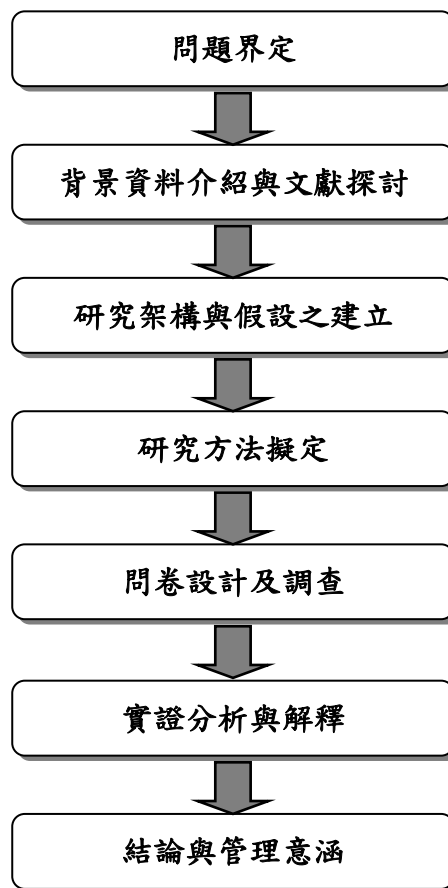 問題界定
背景資料介紹與文獻探討
研究架構與假設之建立
研究方法擬定
問卷設計及調查
實證分析與解釋
結論與管理意涵